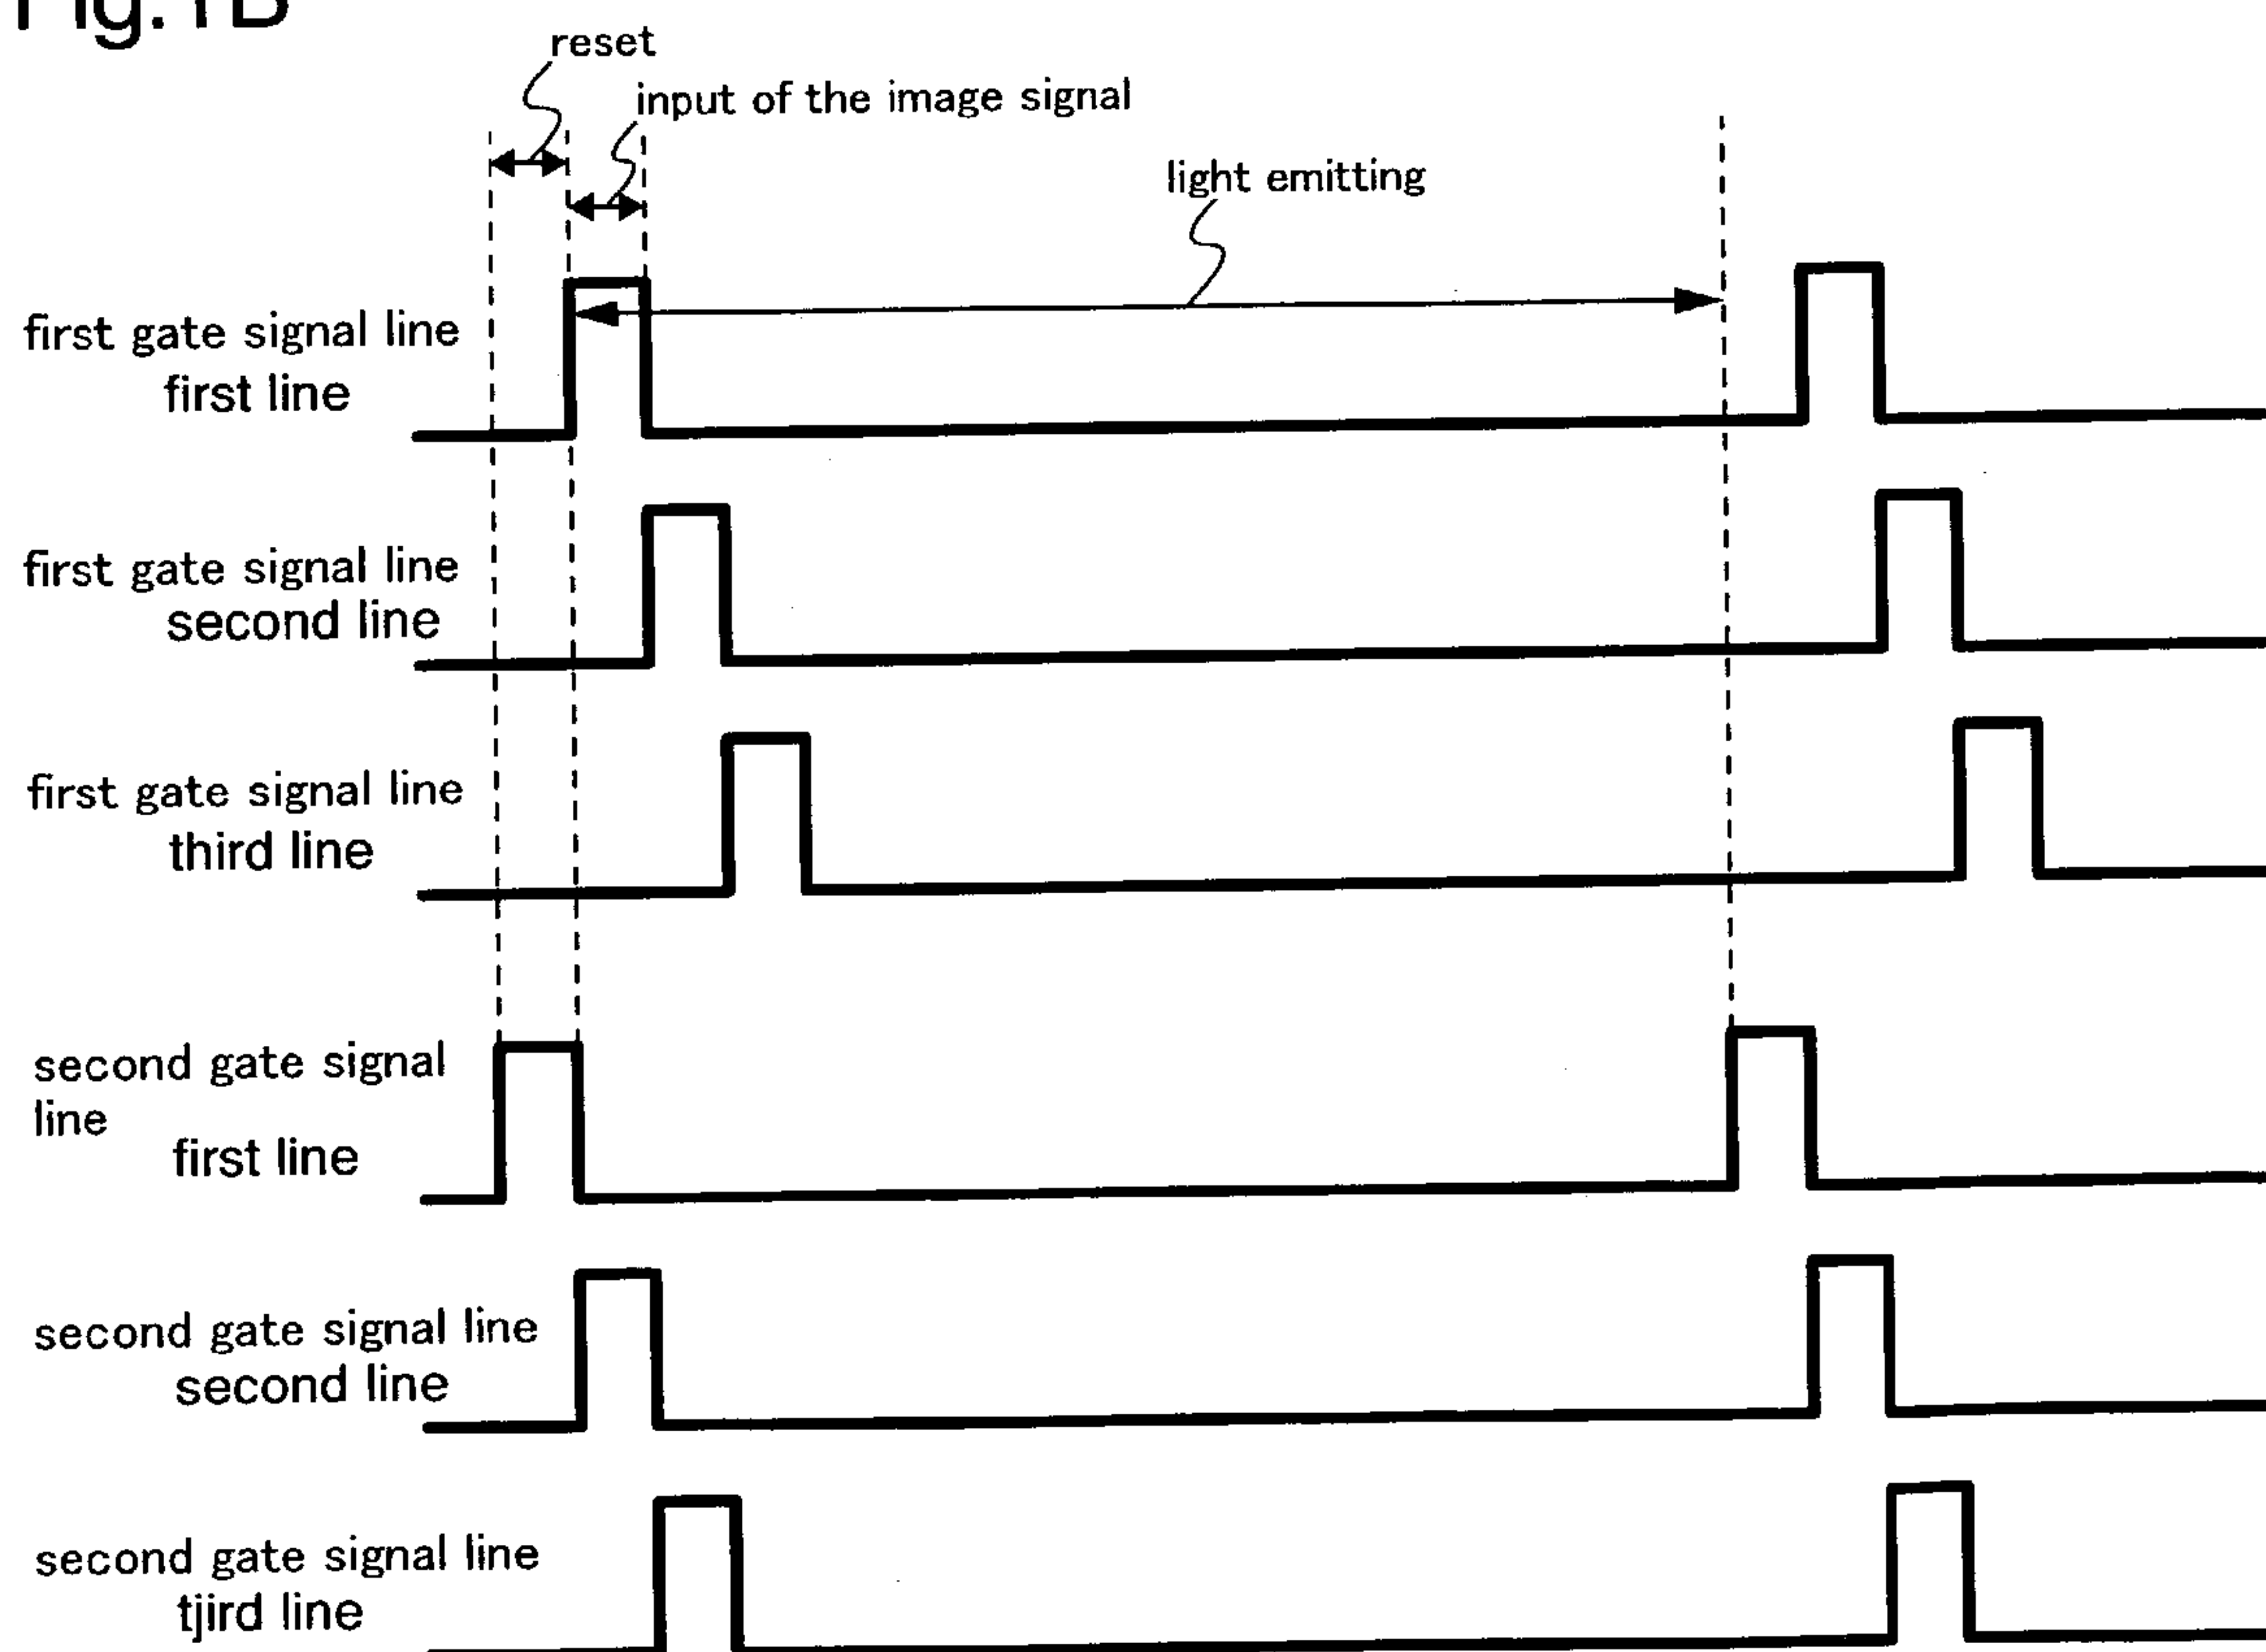 Fig.1B
reset
input of the image signal
light emitting
first gate signal line
first line
first gate signal line
second line
first gate signal line
third line
second gate signal
line
first line
second gate signal line
second line
second gate signal line
tjird line